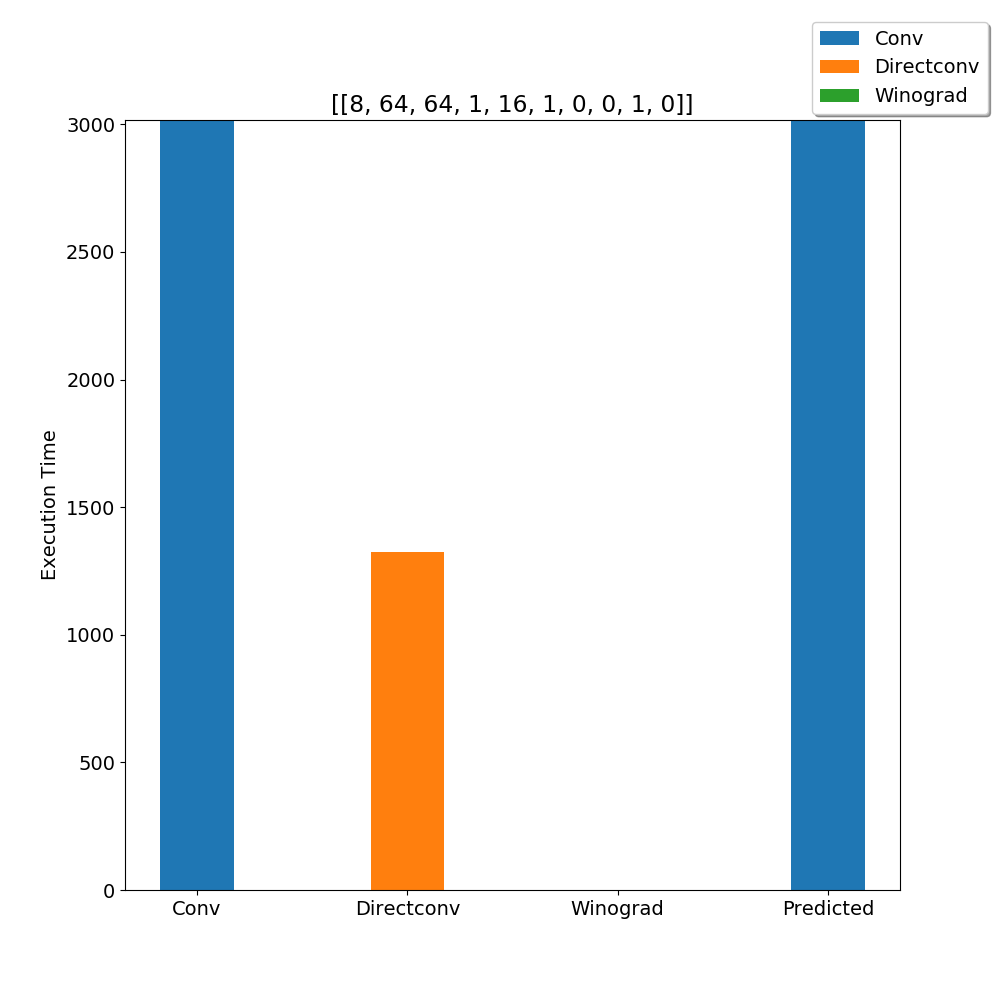 Conv
Directconv
Winograd
[[8, 64, 64, 1, 16, 1, 0, 0, 1, 0]]
3000
2500
2000
1500
1000
500
0
Execution Time
Conv Directconv Winograd Predicted